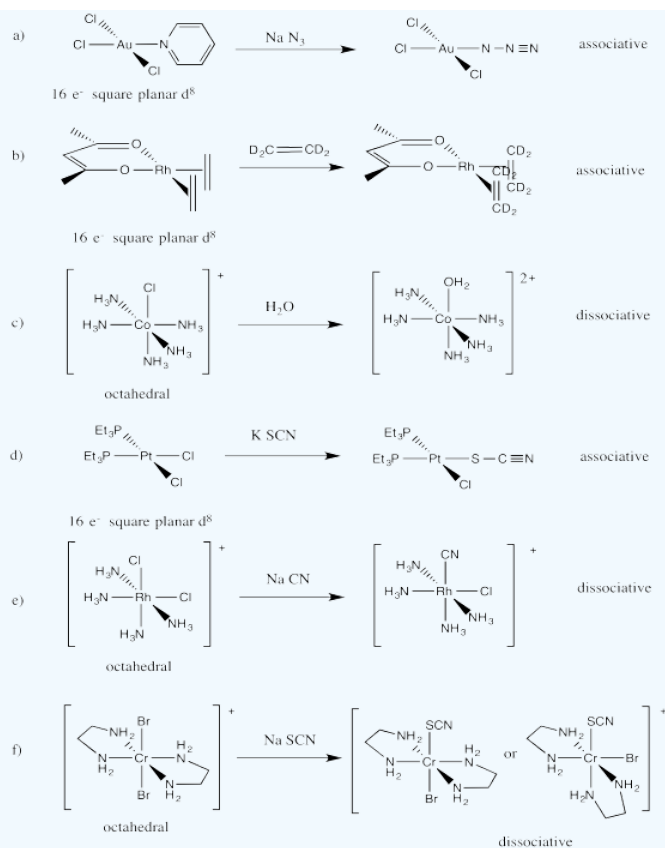 a)
Cl
Cl
Au
N
Cl
Na N3
Cl
Cl
Au
N
N
N
Cl
associative
16 e- square planar d8
b)
O
O
Rh
D2C
CD2
O
O
Rh
CD2
CD2
CD2
CD2
associative
16 e- square planar d8
c)
Cl
H3N
H3N
Co
NH3
NH3
NH3
+
H2O
OH2
H3N
H3N
Co
NH3
NH3
NH3
2+
dissociative
octahedral
d)
Et3P
Et3P
Pt
Cl
Cl
K SCN
Et3P
Et3P
Pt
S
C
N
Cl
associative
16 e- square planar d8
e)
Cl
H3N
H3N
Rh
Cl
NH3
H3N
+
Na CN
CN
H3N
H3N
Rh
Cl
NH3
NH3
+
dissociative
octahedral
f)
Br
NH2
N
H2
Cr
H2
N
N
H2
Br
+
Na SCN
SCN
NH2
N
H2
Cr
H2
N
N
H2
Br
or
SCN
NH2
N
H2
Cr
Br
NH2
H2N
+
octahedral
dissociative